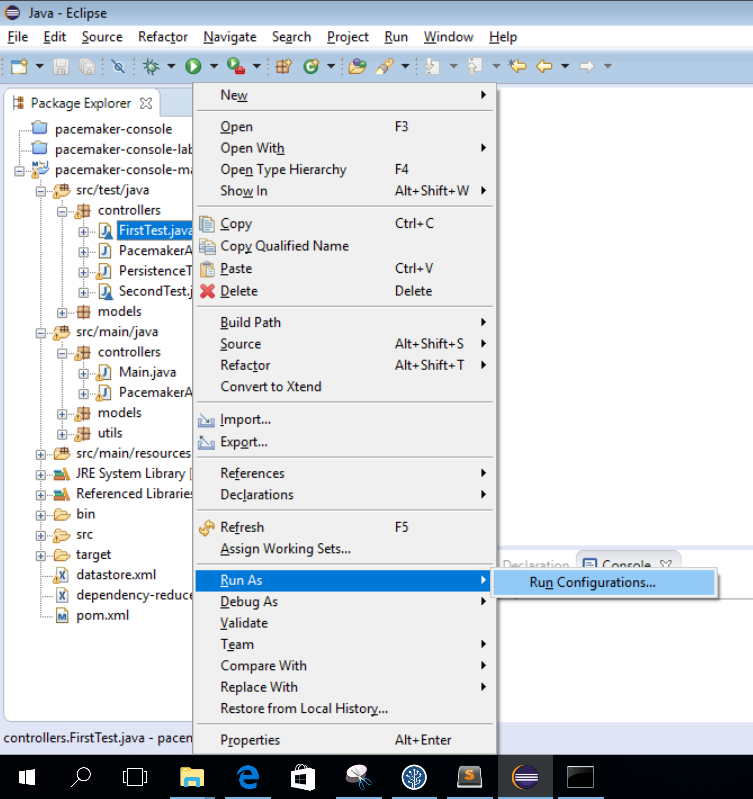 Java - Eclipse
File Edit Source Refactor Navigate Search Project Run Window Help
Package Explorer
pacemaker-console
pacemaker-console-lab
pacemaker-console-ma
src/test/java
controllers
FirstTest.java
PacemakerA
PersistenceT
SecondTest.j
models
src/main/java
controllers
Main.java
PacemakerA
models
utils
src/main/resources
JRE System Library [
Referenced Libraries
bin
src
target
datastore.xml
dependency-reduce
pom.xml
New
Open F3
Open With
Open Type Hierarchy F4
Show In Alt+Shift+W
Copy Ctrl+C
Copy Qualified Name
Paste Ctrl+V
Delete Delete
Build Path
Source Alt+Shift+S
Refactor Alt+Shift+T
Convert to Xtend
Import...
Export...
References
Declarations
Refresh F5
Assign Working Sets...
Run As
Debug As
Validate
Team
Compare With
Replace With
Restore from Local History...
Properties Alt+Enter
Run Configurations...
Declaration Console
controllers.FirstTest.java - pacem